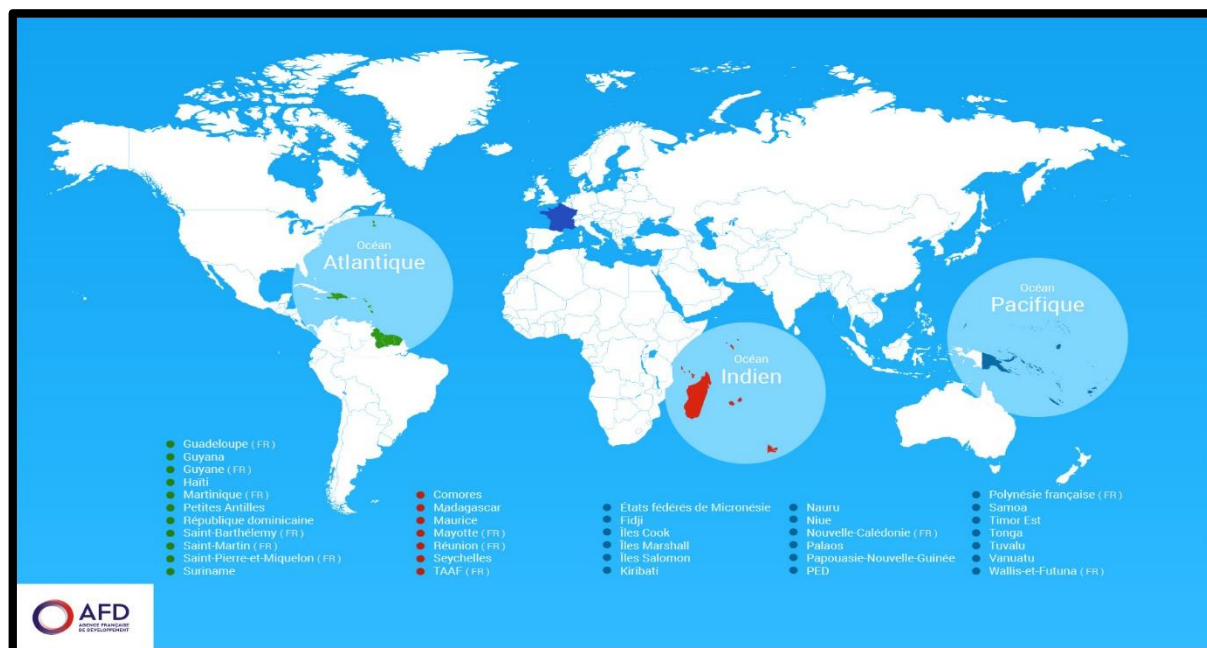 Océan
Atlantique
Océan
Pacifique
Océan
Indien
Guadeloupe (FR)
Guyana
Guyane (FR)
Haïti
Martinique (FR)
Petites Antilles
République dominicaine
Saint-Barthélemy (FR)
Saint-Martin (FR)
Saint-Pierre-et-Miquelon (FR)
Suriname
Comores
Madagascar
Maurice
Mayotte (FR)
Réunion (FR)
Seychelles
TAAF (FR)
États fédérés de Micronésie
Fidji
Îles Cook
Îles Marshall
Îles Salomon
Kiribati
Nauru
Niue
Nouvelle-Calédonie (FR)
Palaos
Papouasie-Nouvelle-Guinée
PED
Polynésie française (FR)
Samoa
Timor Est
Tonga
Tuvalu
Vanuatu
Wallis-et-Futuna (FR)
AFD
AGENCE FRANÇAISE
DE DÉVELOPPEMENT